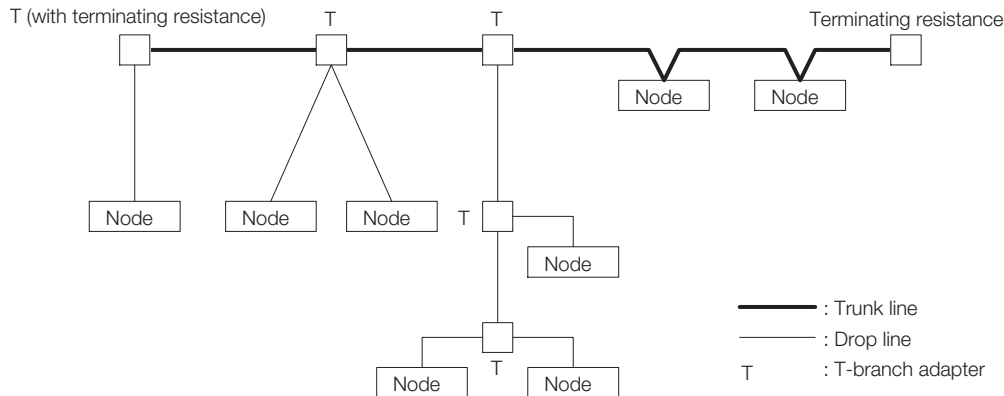 T (with terminating resistance)
T
T
Terminating resistance
Node
Node
Node
Node
Node
T
Node
: Trunk line
: Drop line
T : T-branch adapter
T
Node
Node